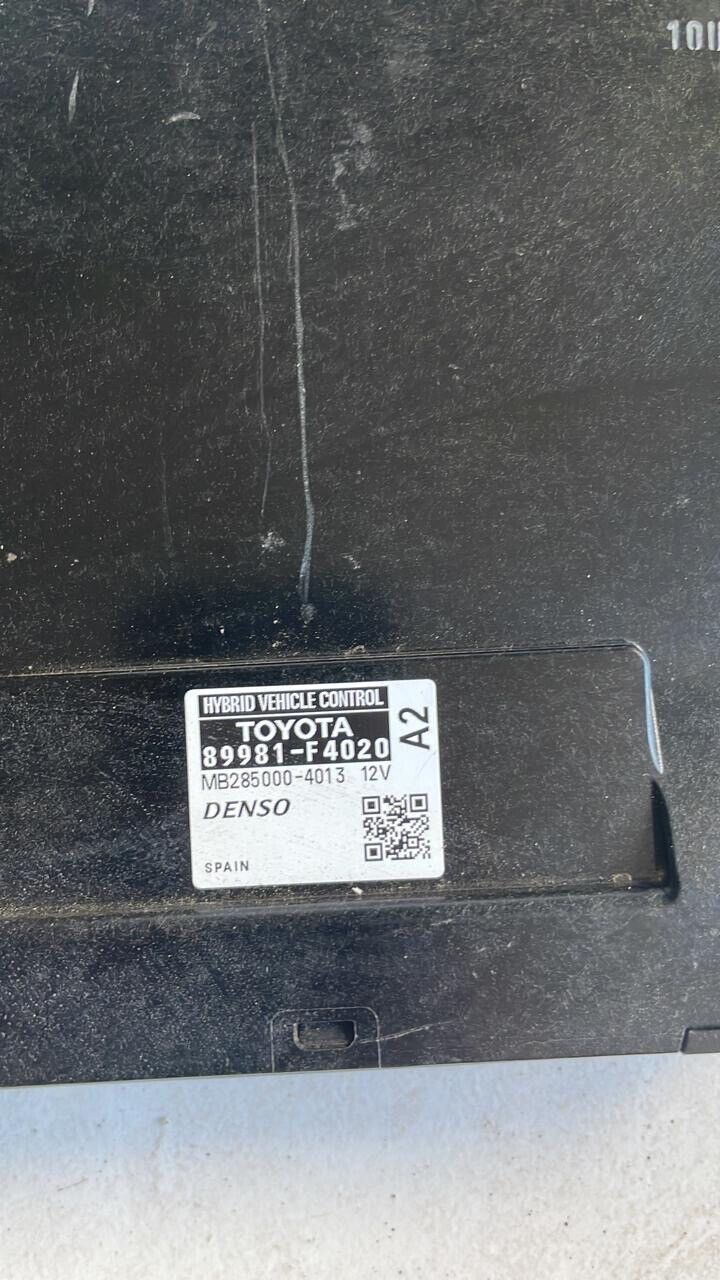 HYBRID VEHICLE CONTROL
TOYOTA
89981-F4020
A2
MB285000-4013 12V
DENSO
SPAIN